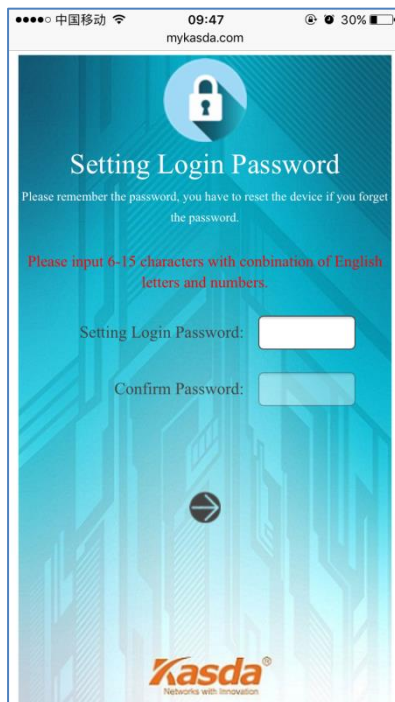 中国移动 09:47 30%
mykasda.com
Setting Login Password
Please remember the password, you have to reset the device if you forget
the password.
Please input 6-15 characters with conbination of English
letters and numbers.
Setting Login Password:
Confirm Password:
Kasda®
Networks with Innovation